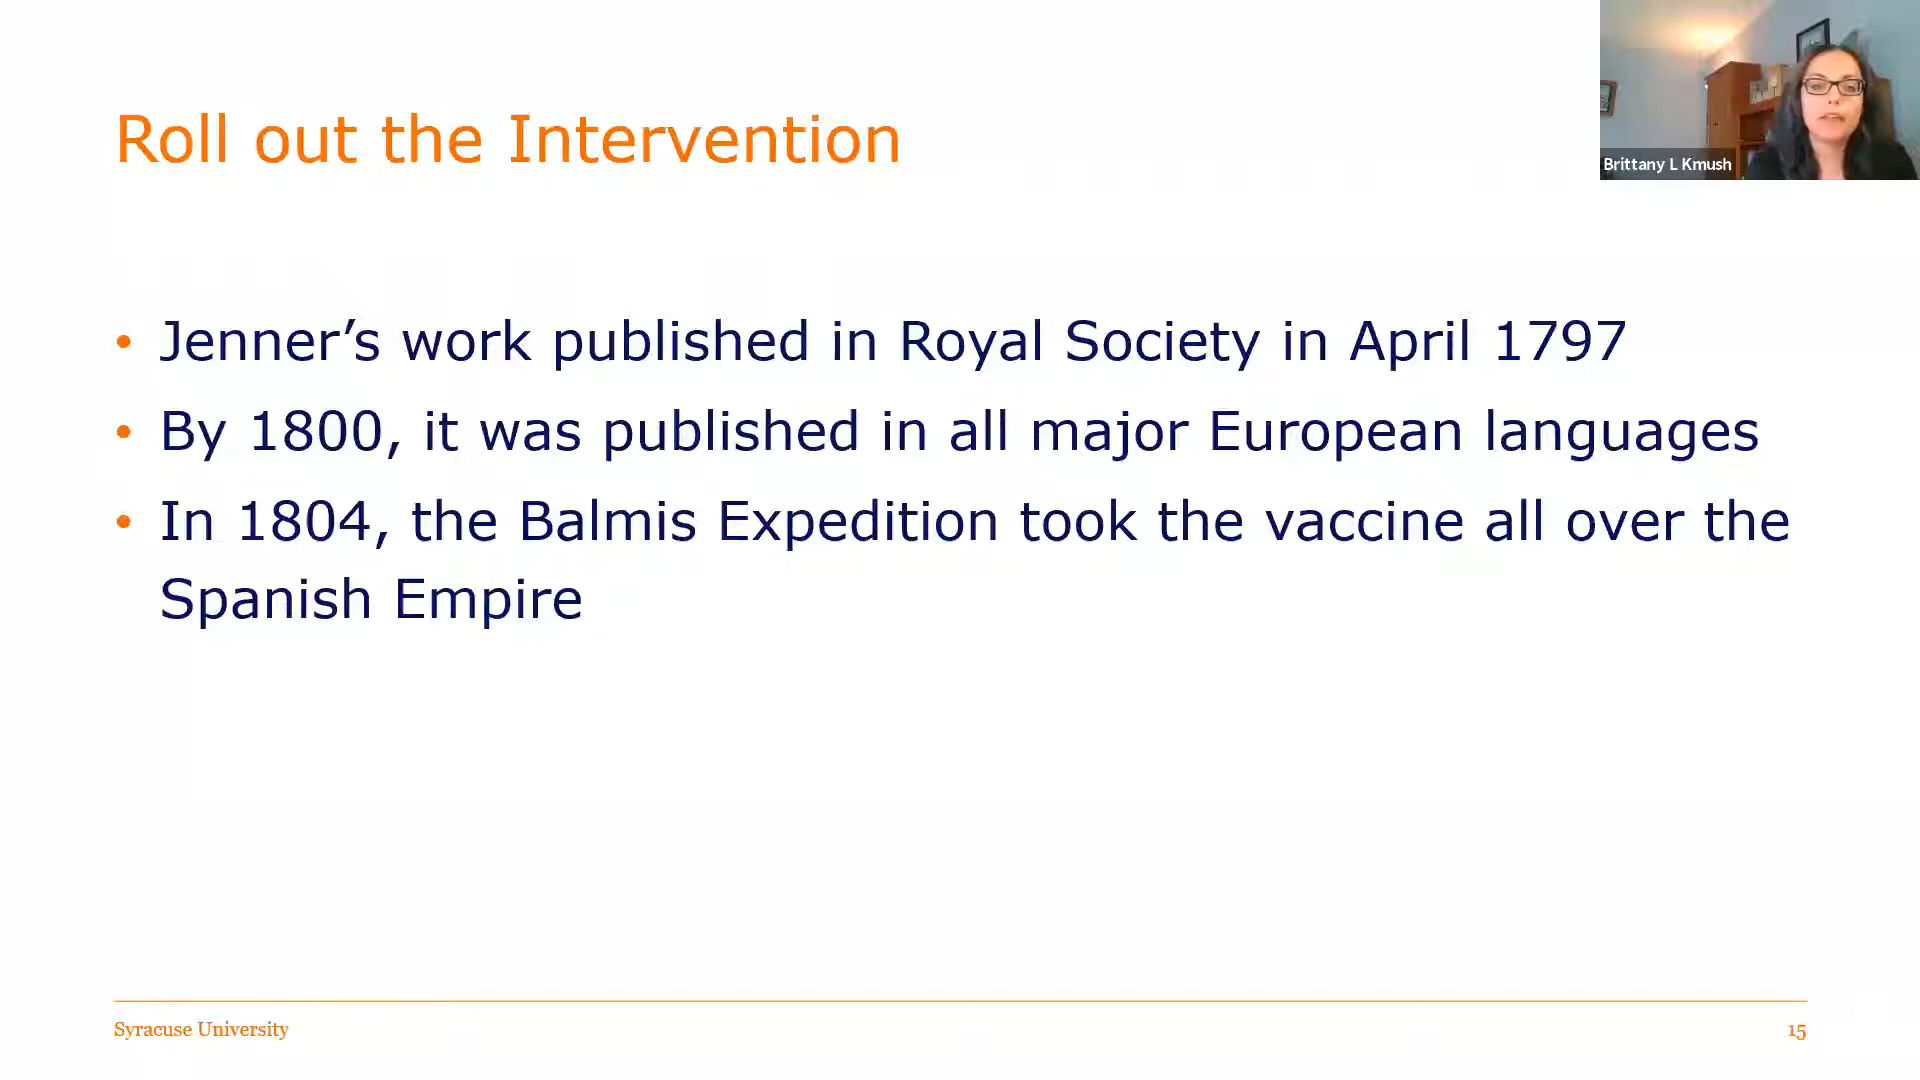 Roll out the Intervention
Brittany L Kmush
• Jenner’s work published in Royal Society in April 1797
• By 1800, it was published in all major European languages
• In 1804, the Balmis Expedition took the vaccine all over the
Spanish Empire
Syracuse University
15